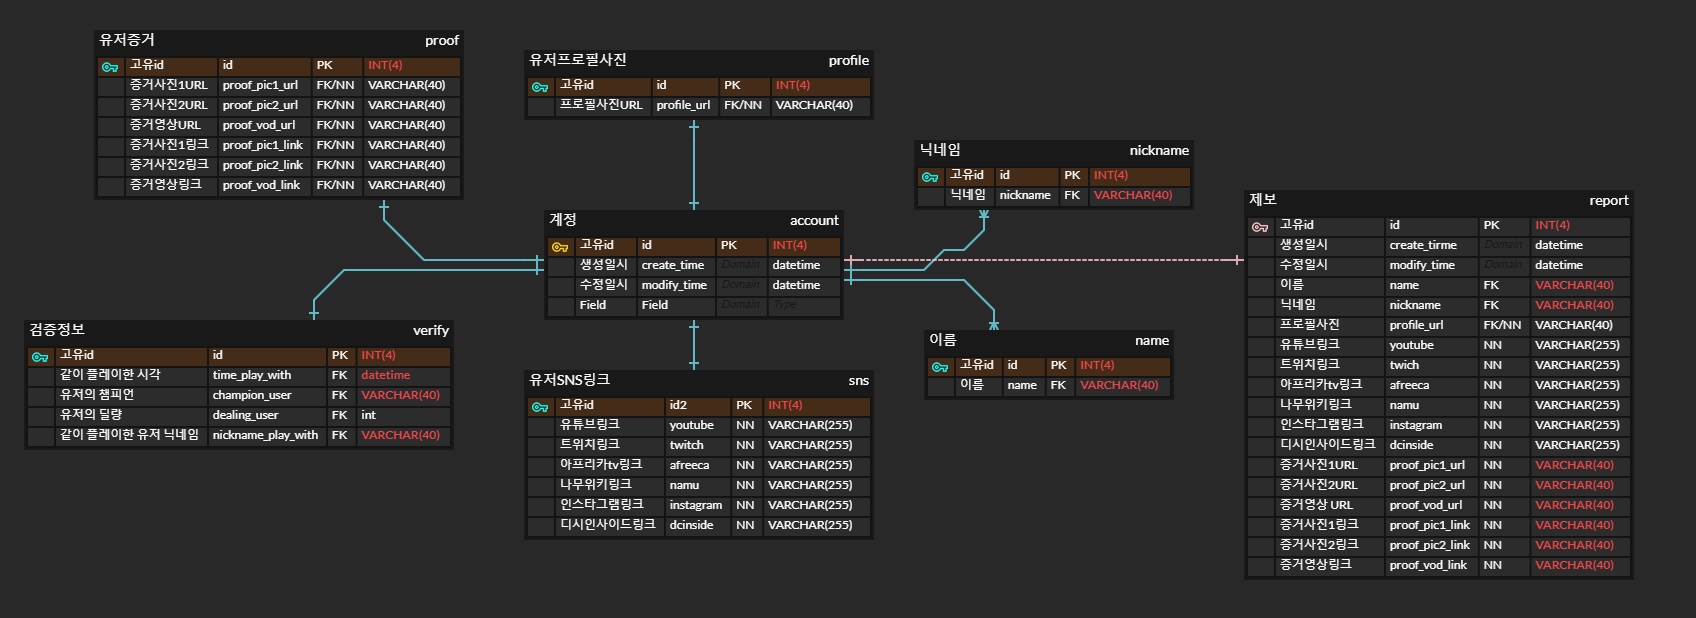 유저증거 proof
고유id id PK INT(4)
증거사진1URL proof_pic1_url FK/NN VARCHAR(40)
증거사진2URL proof_pic2_url FK/NN VARCHAR(40)
증거영상URL proof_vod_url FK/NN VARCHAR(40)
증거사진1링크 proof_pic1_link FK/NN VARCHAR(40)
증거사진2링크 proof_pic2_link FK/NN VARCHAR(40)
증거영상링크 proof_vod_link FK/NN VARCHAR(40)
유저프로필사진 profile
고유id id PK INT(4)
프로필사진URL profile_url FK/NN VARCHAR(40)
닉네임 nickname
고유id id PK INT(4)
닉네임 nickname FK VARCHAR(40)
계정 account
고유id id PK INT(4)
생성일시 create_time Domain datetime
수정일시 modify_time Domain datetime
Field Field Domain Type
제보 report
고유id id PK INT(4)
생성일시 create_tirme Domain datetime
수정일시 modify_time Domain datetime
이름 name FK VARCHAR(40)
닉네임 nickname FK VARCHAR(40)
프로필사진 profile_url FK/NN VARCHAR(40)
유튜브링크 youtube NN VARCHAR(255)
트위치링크 twich NN VARCHAR(255)
아프리카tv링크 afreeca NN VARCHAR(255)
나무위키링크 namu NN VARCHAR(255)
인스타그램링크 instagram NN VARCHAR(255)
디시인사이드링크 dcinside NN VARCHAR(255)
증거사진1URL proof_pic1_url NN VARCHAR(40)
증거사진2URL proof_pic2_url NN VARCHAR(40)
증거영상 URL proof_vod_url NN VARCHAR(40)
증거사진1링크 proof_pic1_link NN VARCHAR(40)
증거사진2링크 proof_pic2_link NN VARCHAR(40)
증거영상링크 proof_vod_link NN VARCHAR(40)
검증정보 verify
고유id id PK INT(4)
같이 플레이한 시각 time_play_with FK datetime
유저의 챔피언 champion_user FK VARCHAR(40)
유저의 딜량 dealing_user FK int
같이 플레이한 유저 닉네임 nickname_play_with FK VARCHAR(40)
유저SNS링크 sns
고유id id2 PK INT(4)
유튜브링크 youtube NN VARCHAR(255)
트위치링크 twitch NN VARCHAR(255)
아프리카tv링크 afreeca NN VARCHAR(255)
나무위키링크 namu NN VARCHAR(255)
인스타그램링크 instagram NN VARCHAR(255)
디시인사이드링크 dcinside NN VARCHAR(255)
이름 name
고유id id PK INT(4)
이름 name FK VARCHAR(40)